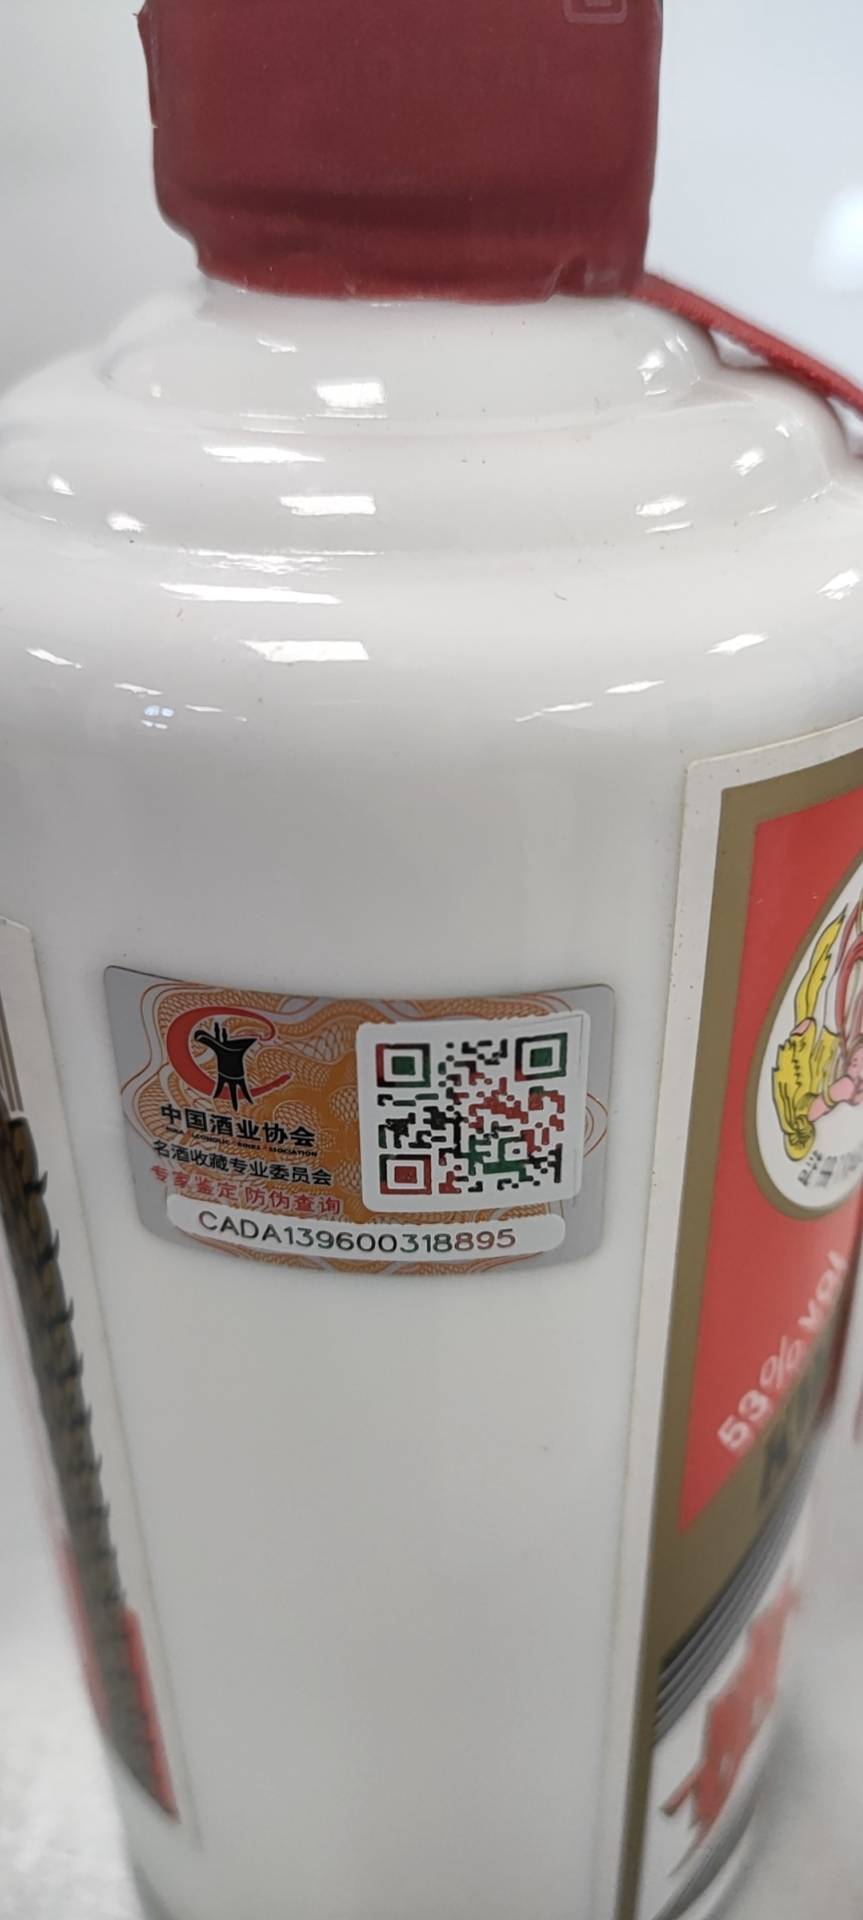 中国酒业协会
名酒收藏专业委员会
专家鉴定 防伪查询
CADA139600318895
53% vol